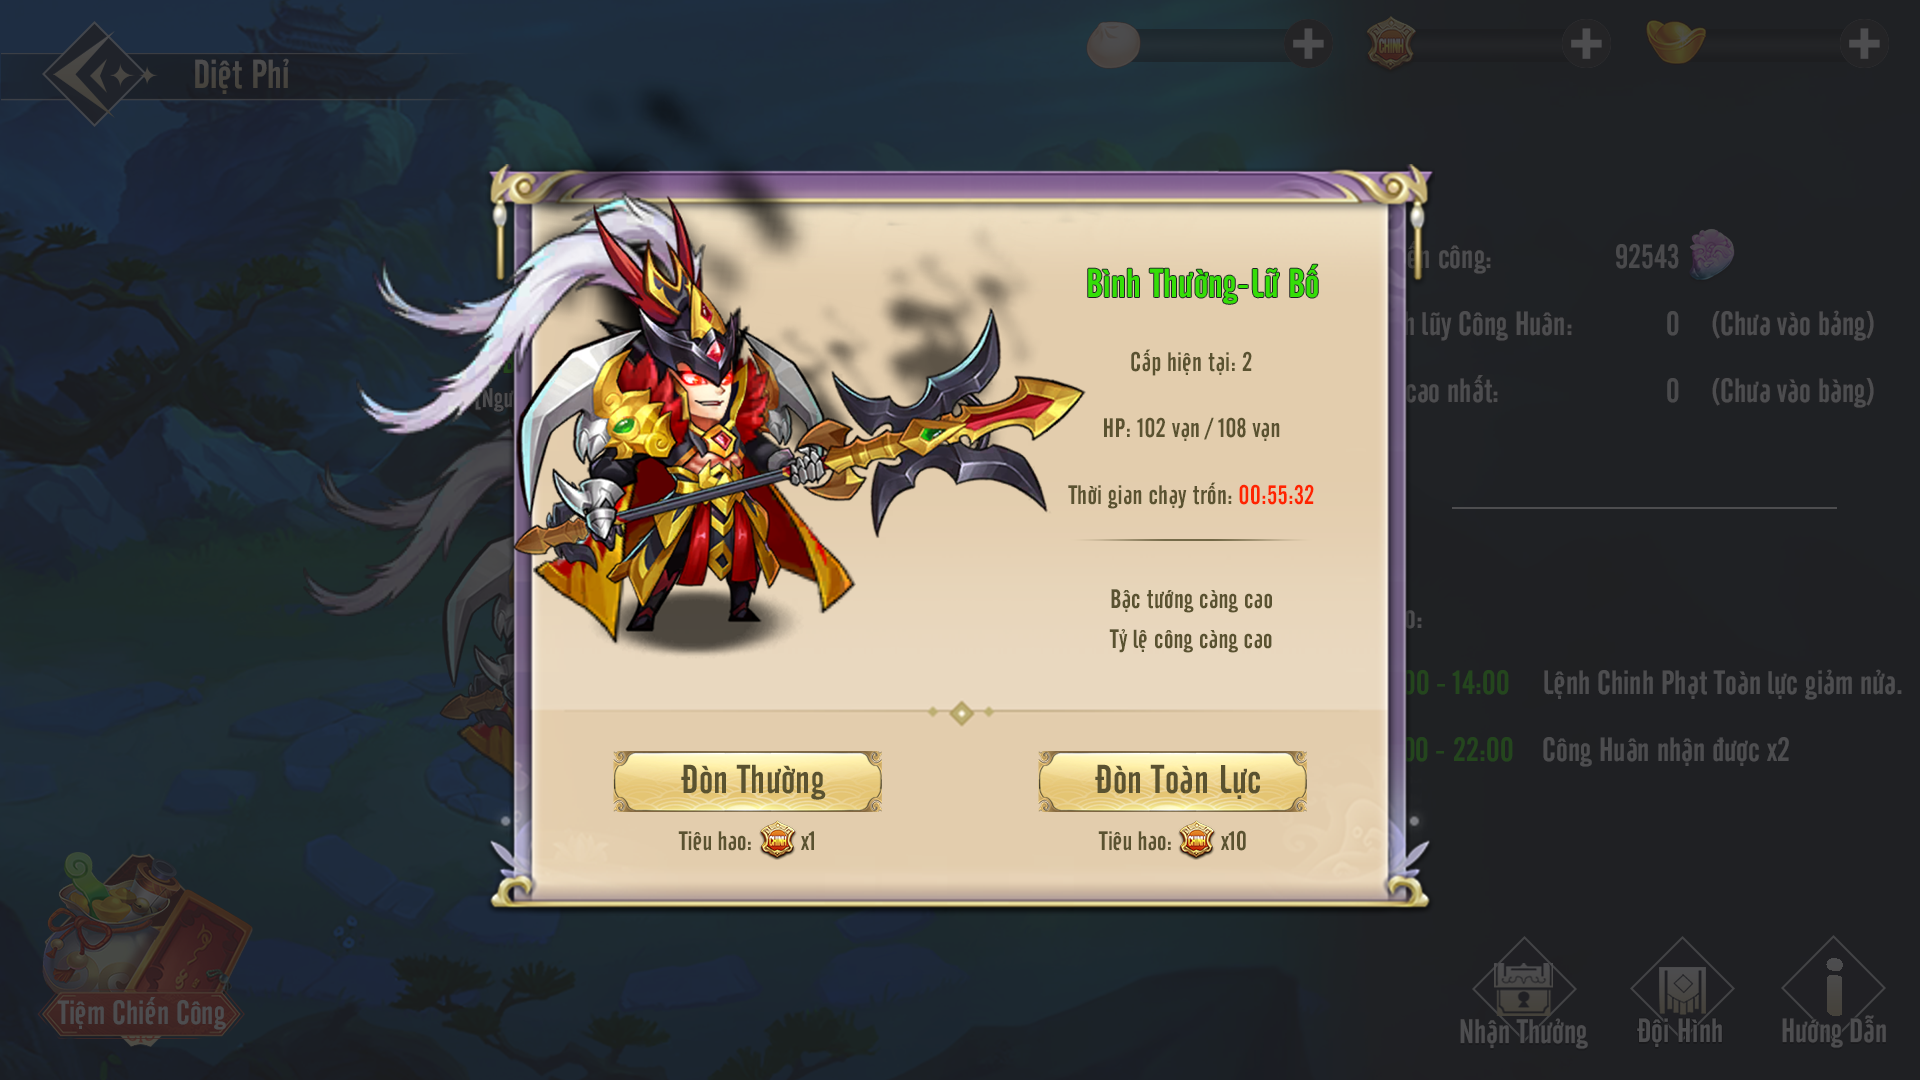 Diệt Phỉ
CHINH
92543
lũy Công Huân: 0 (Chưa vào bảng)
cao nhất: 0 (Chưa vào bảng)
00 - 14:00 Lệnh Chinh Phạt Toàn lực giảm nửa.
00 - 22:00 Công Huân nhận được x2
Bình Thường-Lữ Bố
Cấp hiện tại: 2
HP: 102 vạn / 108 vạn
Thời gian chạy trốn: 00:55:32
Bậc tướng càng cao
Tỷ lệ công càng cao
Đòn Thường
Đòn Toàn Lực
Tiêu hao: CHINH x1
Tiêu hao: CHINH x10
Tiệm Chiến Công
Nhận Thưởng
Đội Hình
Hướng Dẫn